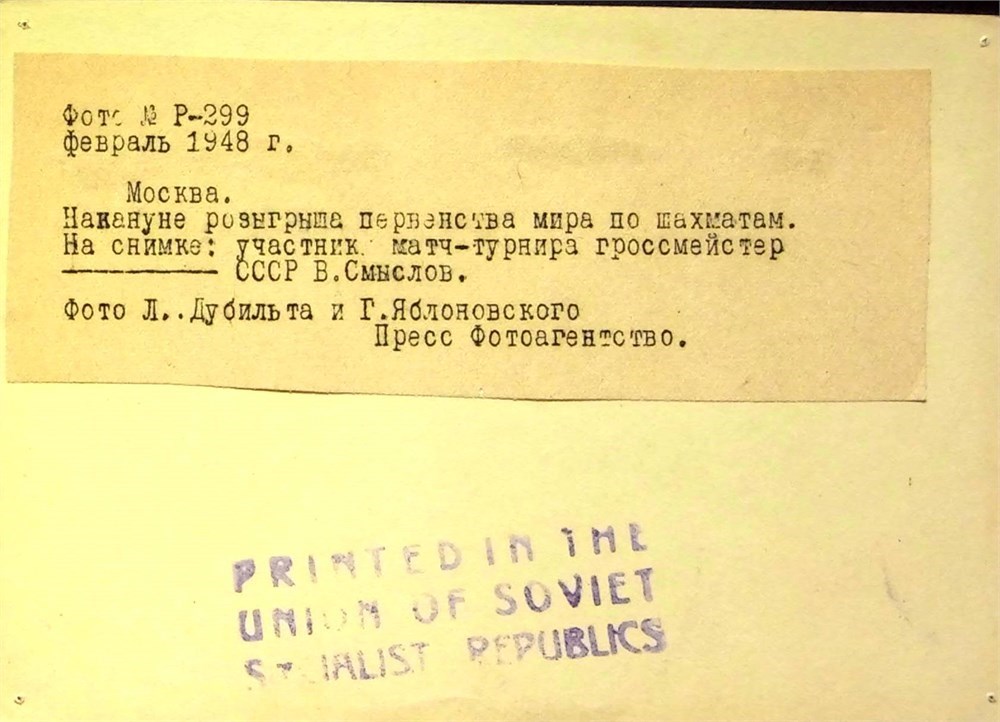 Фото № Р-299
февраль 1948 г.
Москва.
Накануне розыгрыша первенства мира по шахматам.
На снимке: участник матч-турнира гроссмейстер
СССР В.Смыслов.
Фото Л..Дубильта и Г.Яблоновского
Пресс Фотоагентство.
PRINTED IN THE
UNION OF SOVIET
SOCIALIST REPUBLICS